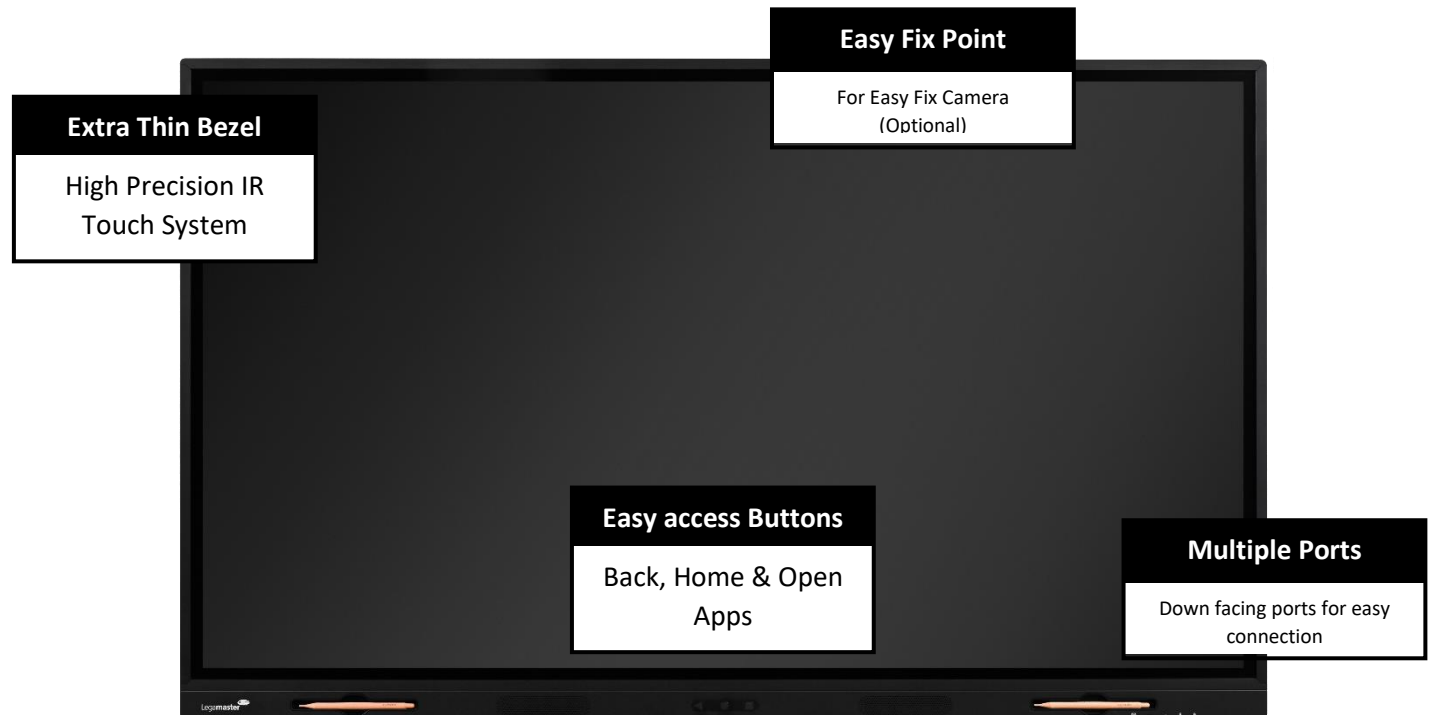 Easy Fix Point
For Easy Fix Camera
(Optional)
Extra Thin Bezel
High Precision IR
Touch System
Easy access Buttons
Back, Home & Open
Apps
Multiple Ports
Down facing ports for easy
connection
Legamaster